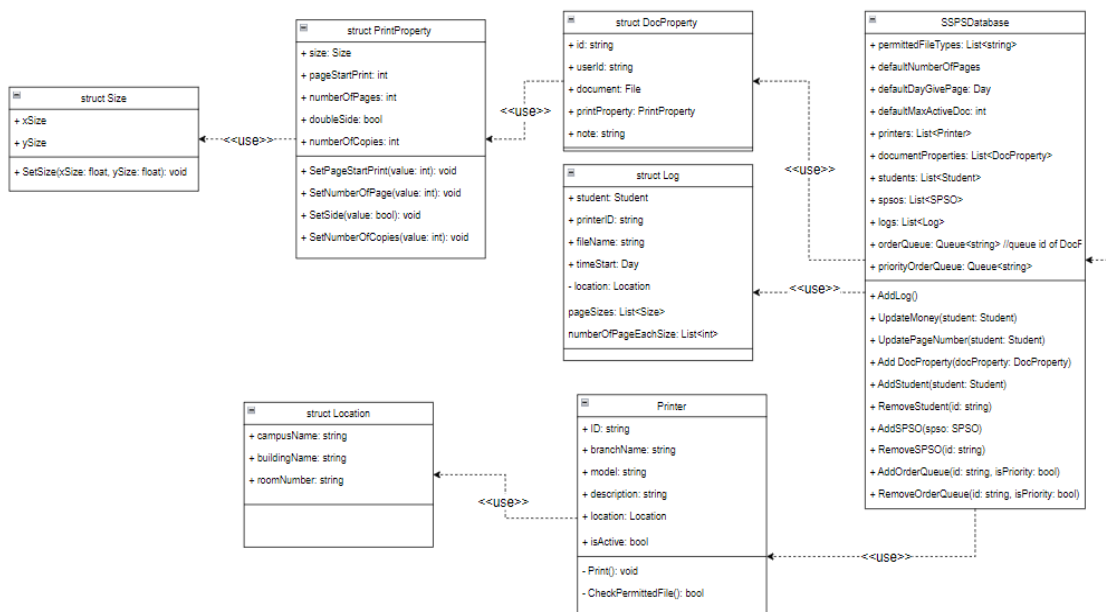 struct Size
+ xSize
+ ySize
+ SetSize(xSize: float, ySize: float): void
<<use>>
struct PrintProperty
+ size: Size
+ pageStartPrint: int
+ numberOfPages: int
+ doubleSide: bool
+ numberOfCopies: int
+ SetPageStartPrint(value: int): void
+ SetNumberOfPage(value: int): void
+ SetSide(value: bool): void
+ SetNumberOfCopies(value: int): void
<<use>>
struct DocProperty
+ id: string
+ userId: string
+ document: File
+ printProperty: PrintProperty
+ note: string
<<use>>
struct Log
+ student: Student
+ printerID: string
+ fileName: string
+ timeStart: Day
- location: Location
pageSizes: List<Size>
numberOfPageEachSize: List<int>
<<use>>
SSPSDatabase
+ permittedFileTypes: List<string>
+ defaultNumberOfPages
+ defaultDayGivePage: Day
+ defaultMaxActiveDoc: int
+ printers: List<Printer>
+ documentProperties: List<DocProperty>
+ students: List<Student>
+ spsos: List<SPSO>
+ logs: List<Log>
+ orderQueue: Queue<string> //queue id of DocF
+ priorityOrderQueue: Queue<string>
+ AddLog()
+ UpdateMoney(student: Student)
+ UpdatePageNumber(student: Student)
+ Add DocProperty(docProperty: DocProperty)
+ AddStudent(student: Student)
+ RemoveStudent(id: string)
+ AddSPSO(spso: SPSO)
+ RemoveSPSO(id: string)
+ AddOrderQueue(id: string, isPriority: bool)
+ RemoveOrderQueue(id: string, isPriority: bool)
struct Location
+ campusName: string
+ buildingName: string
+ roomNumber: string
<<use>>
Printer
+ ID: string
+ branchName: string
+ model: string
+ description: string
+ location: Location
+ isActive: bool
- Print(): void
- CheckPermittedFile(): bool
<<use>>